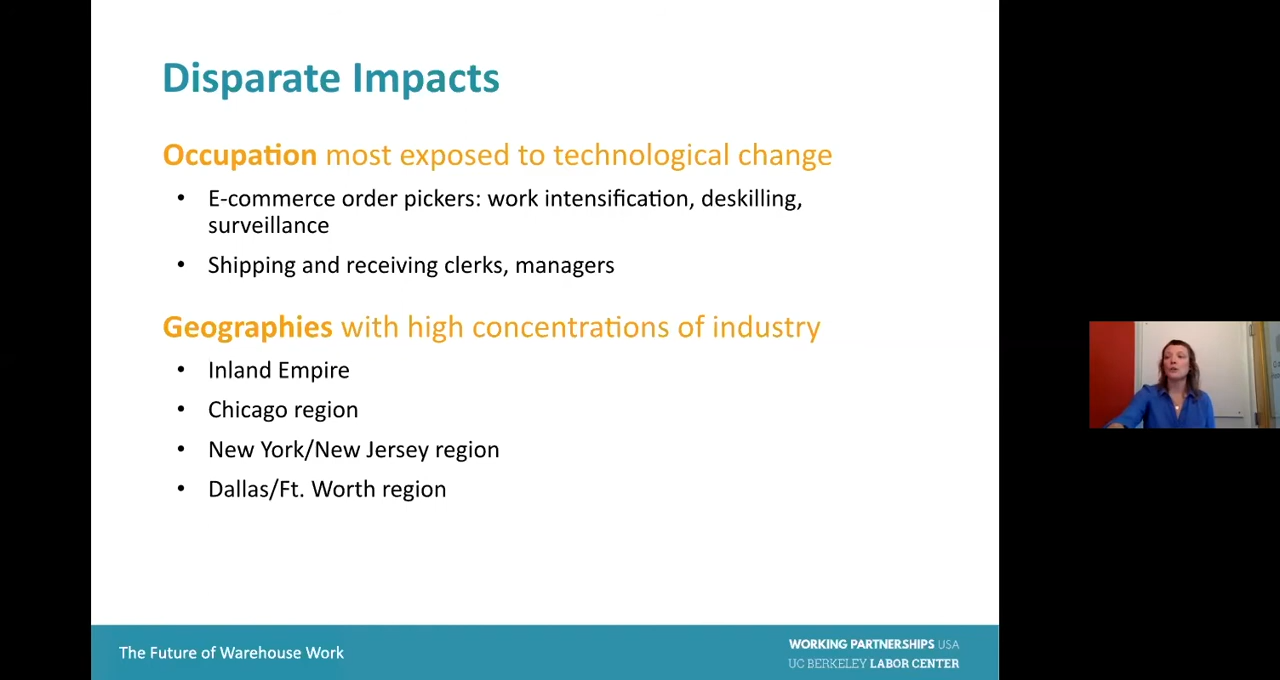 Disparate Impacts
Occupation most exposed to technological change
• E-commerce order pickers: work intensification, deskilling,
surveillance
• Shipping and receiving clerks, managers
Geographies with high concentrations of industry
• Inland Empire
• Chicago region
• New York/New Jersey region
• Dallas/Ft. Worth region
The Future of Warehouse Work
WORKING PARTNERSHIPS USA
UC BERKELEY LABOR CENTER